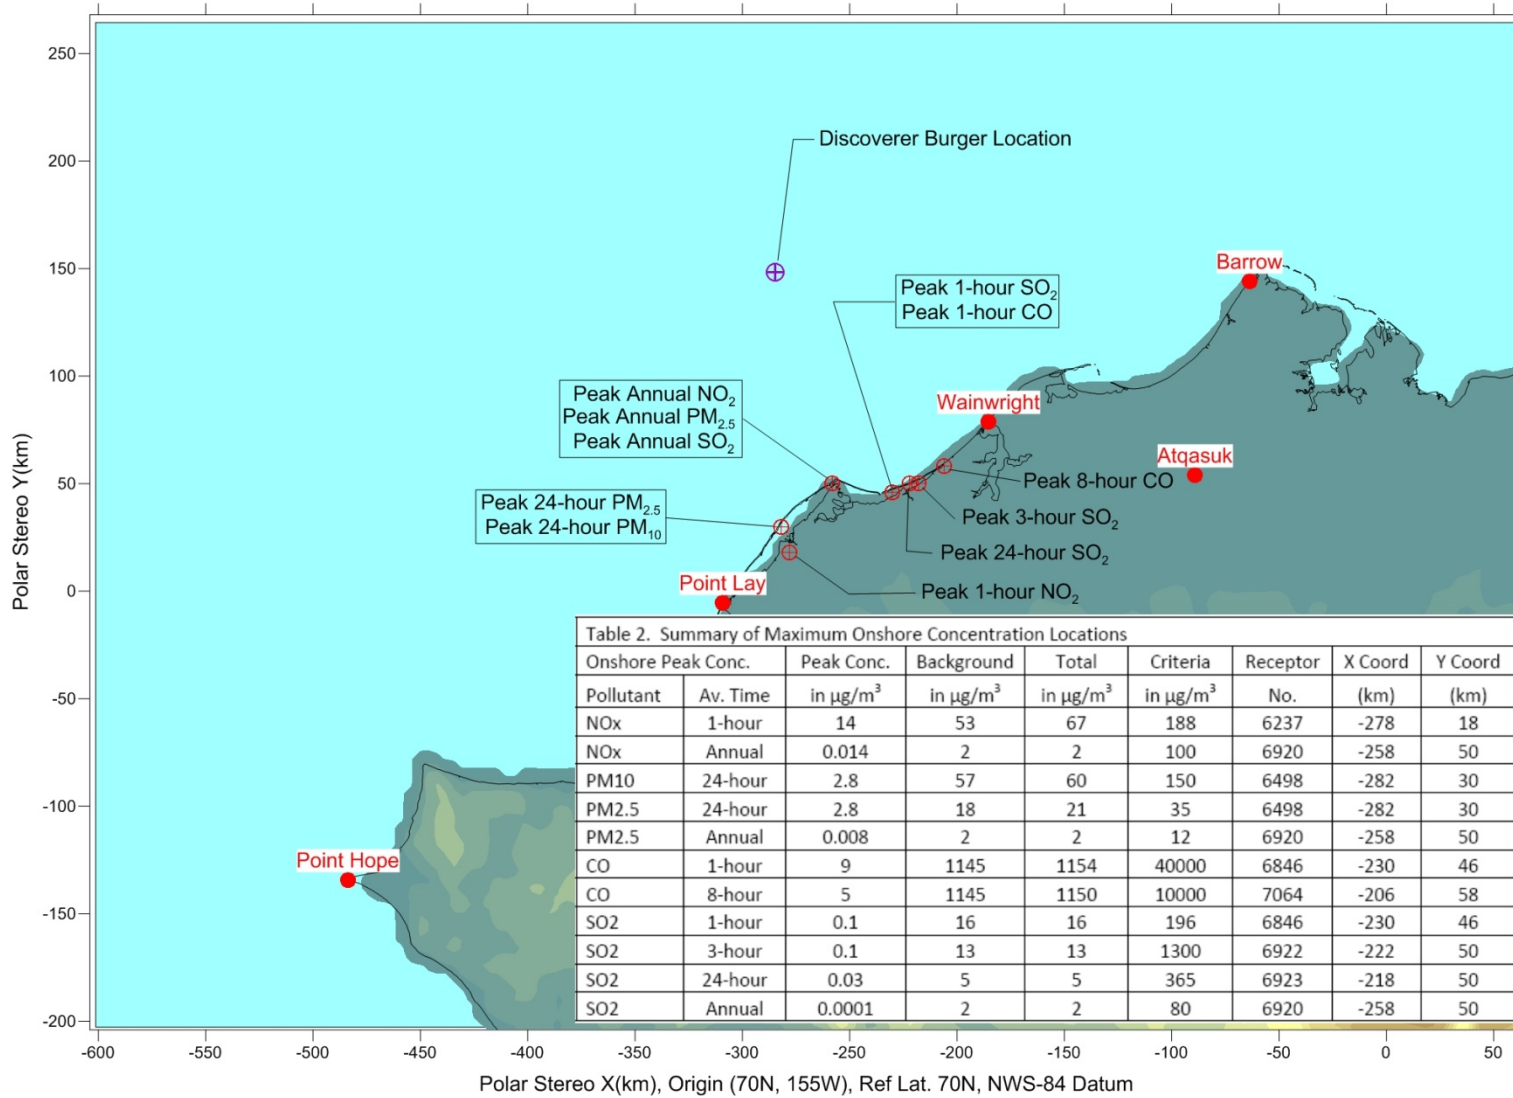 Discoverer Burger Location
Barrow
Peak 1-hour SO2
Peak 1-hour CO
Peak Annual NO2
Peak Annual PM2.5
Peak Annual SO2
Wainwright
Atqasuk
Peak 8-hour CO
Peak 24-hour PM2.5
Peak 24-hour PM10
Peak 3-hour SO2
Peak 24-hour SO2
Point Lay
Peak 1-hour NO2
Point Hope
Table 2. Summary of Maximum Onshore Concentration Locations
Onshore Peak Conc. Peak Conc. Background Total Criteria Receptor X Coord Y Coord
Pollutant Av. Time in µg/m³ in µg/m³ in µg/m³ in µg/m³ No. (km) (km)
NOx 1-hour 14 53 67 188 6237 -278 18
NOx Annual 0.014 2 2 100 6920 -258 50
PM10 24-hour 2.8 57 60 150 6498 -282 30
PM2.5 24-hour 2.8 18 21 35 6498 -282 30
PM2.5 Annual 0.008 2 2 12 6920 -258 50
CO 1-hour 9 1145 1154 40000 6846 -230 46
CO 8-hour 5 1145 1150 10000 7064 -206 58
SO2 1-hour 0.1 16 16 196 6846 -230 46
SO2 3-hour 0.1 13 13 1300 6922 -222 50
SO2 24-hour 0.03 5 5 365 6923 -218 50
SO2 Annual 0.0001 2 2 80 6920 -258 50
Polar Stereo Y(km)
250
200
150
100
50
0
-50
-100
-150
-200
-600 -550 -500 -450 -400 -350 -300 -250 -200 -150 -100 -50 0 50
Polar Stereo X(km), Origin (70N, 155W), Ref Lat. 70N, NWS-84 Datum